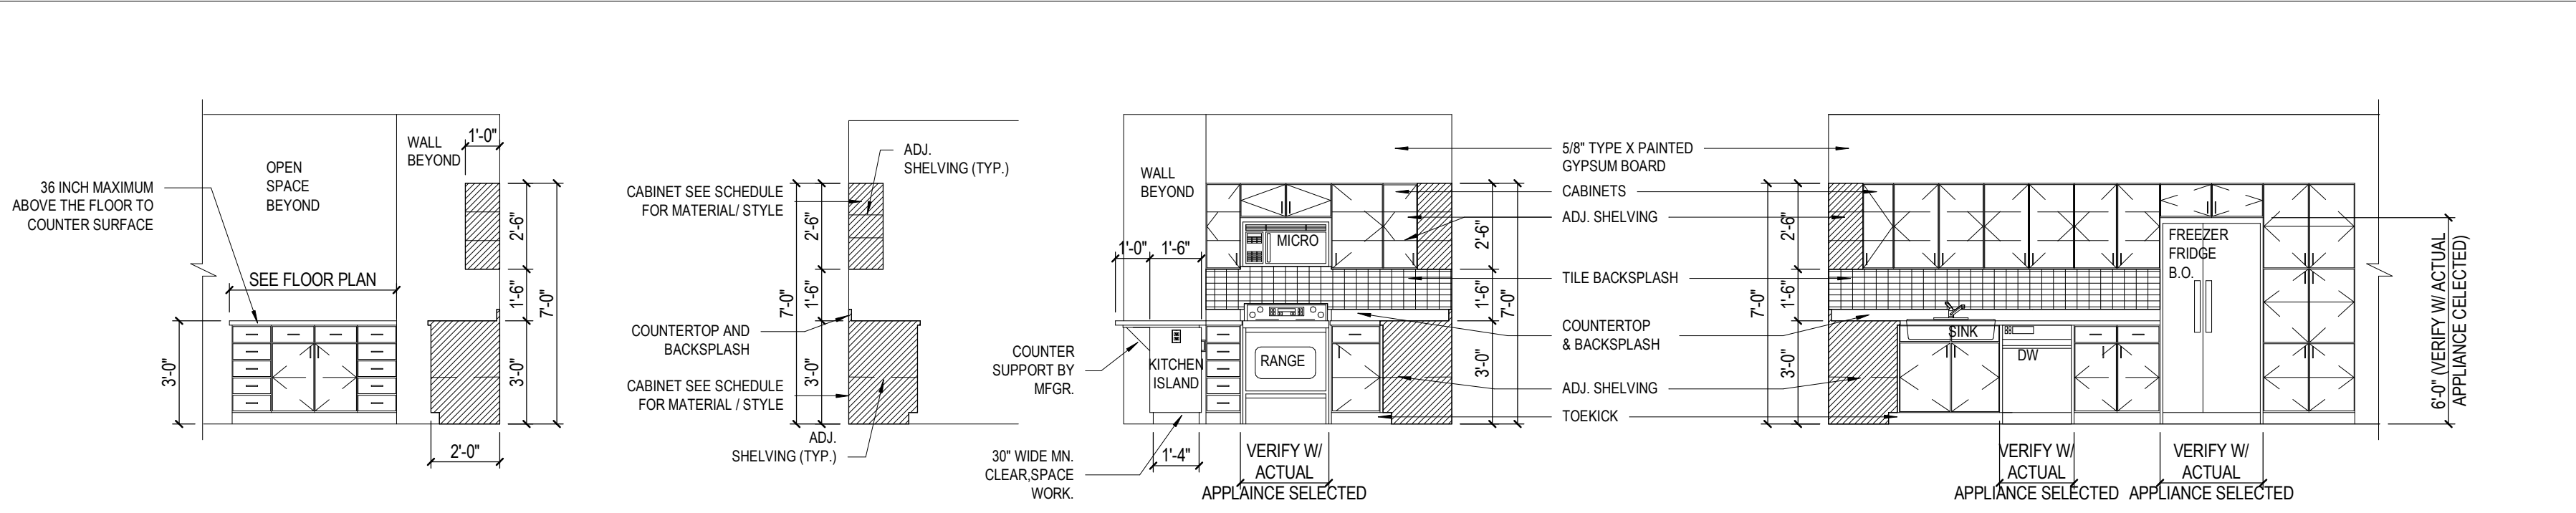 36 INCH MAXIMUM
ABOVE THE FLOOR TO
COUNTER SURFACE
OPEN
SPACE
BEYOND
WALL
BEYOND
1'-0"
SEE FLOOR PLAN
3'-0"
2'-6"
1'-6"
3'-0"
7'-0"
2'-0"
ADJ.
SHELVING (TYP.)
CABINET SEE SCHEDULE
FOR MATERIAL/ STYLE
7'-0"
2'-6"
1'-6"
3'-0"
COUNTERTOP AND
BACKSPLASH
CABINET SEE SCHEDULE
FOR MATERIAL / STYLE
ADJ.
SHELVING (TYP.)
WALL
BEYOND
1'-0"
1'-6"
MICRO
COUNTER
SUPPORT BY
MFGR.
KITCHEN
ISLAND
RANGE
30" WIDE MN.
CLEAR,SPACE
WORK.
1'-4"
VERIFY W/
ACTUAL
APPLAINCE SELECTED
2'-6"
1'-6"
3'-0"
7'-0"
5/8" TYPE X PAINTED
GYPSUM BOARD
CABINETS
ADJ. SHELVING
TILE BACKSPLASH
COUNTERTOP
& BACKSPLASH
ADJ. SHELVING
TOEKICK
7'-0"
2'-6"
1'-6"
3'-0"
SINK
DW
FREEZER
FRIDGE
B.O.
VERIFY W/
ACTUAL
APPLIANCE SELECTED
VERIFY W/
ACTUAL
APPLIANCE SELECTED
6'-0" (VERIFY W/ ACTUAL
APPLIANCE CELECTED)